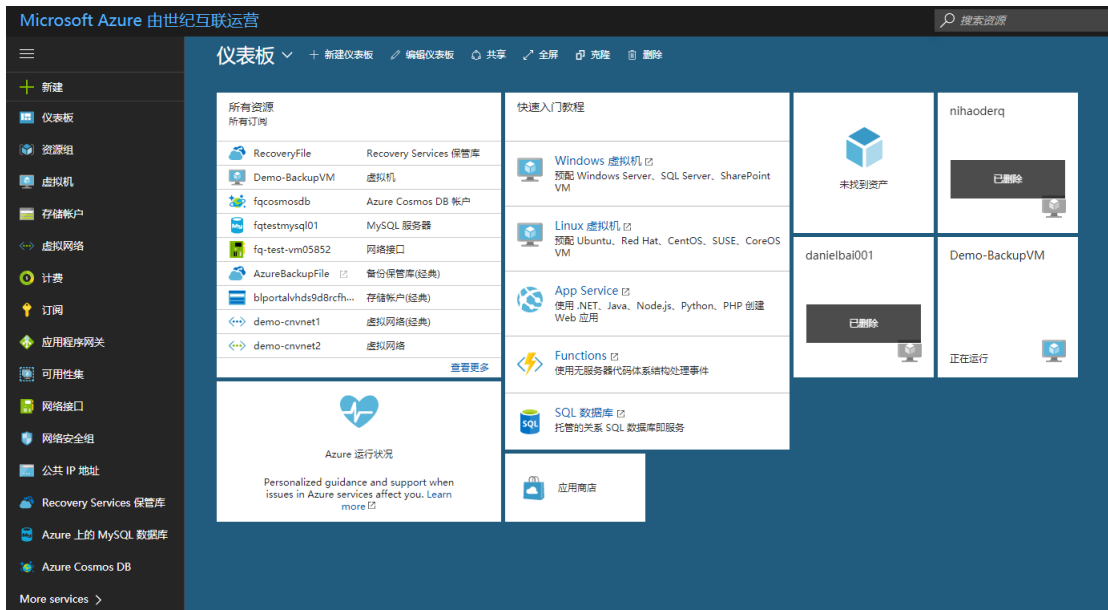 Microsoft Azure 由世纪互联运营
搜索资源
新建
仪表板
资源组
虚拟机
存储帐户
虚拟网络
计费
订阅
应用程序网关
可用性集
网络接口
网络安全组
公共 IP 地址
Recovery Services 保管库
Azure 上的 MySQL 数据库
Azure Cosmos DB
More services
仪表板 新建仪表板 编辑仪表板 共享 全屏 克隆 删除
所有资源
所有订阅
RecoveryFile Recovery Services 保管库
Demo-BackupVM 虚拟机
fqcosmosdb Azure Cosmos DB 帐户
fqtestmysql01 MySQL 服务器
fq-test-vm05852 网络接口
AzureBackupFile 备份保管库(经典)
blportalvhds9d8rcfh... 存储帐户(经典)
demo-cnvnet1 虚拟网络(经典)
demo-cnvnet2 虚拟网络
查看更多
Azure 运行状况
Personalized guidance and support when
issues in Azure services affect you. Learn
more
快速入门教程
Windows 虚拟机
预配 Windows Server、SQL Server、SharePoint
VM
Linux 虚拟机
预配 Ubuntu、Red Hat、CentOS、SUSE、CoreOS
VM
App Service
使用 .NET、Java、Node.js、Python、PHP 创建
Web 应用
Functions
使用无服务器代码体系结构处理事件
SQL 数据库
托管的关系 SQL 数据库即服务
SQL
应用商店
未找到资产
nihaoderq
已删除
danielbai001
已删除
Demo-BackupVM
正在运行